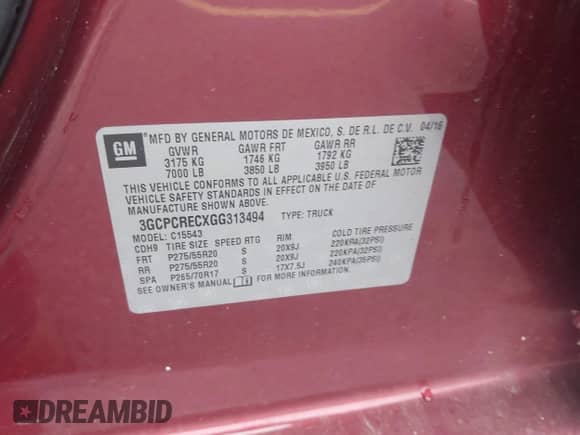 GM
MFD BY GENERAL MOTORS DE MEXICO, S. DE R.L. DE C.V. 04/16
GVWR GAWR FRT GAWR RR
3175 KG 1746 KG 1792 KG
7000 LB 3850 LB 3950 LB
THIS VEHICLE CONFORMS TO ALL APPLICABLE U.S. FEDERAL MOTOR
VEHICLE SAFETY STANDARDS IN EFFECT ON THE DATE OF
MANUFACTURE SHOWN ABOVE.
3GCPCRECXGG313494 TYPE: TRUCK
MODEL: C15543
CDH9 TIRE SIZE SPEED RTG RIM COLD TIRE PRESSURE
FRT P275/55R20 S 20X9J 220KPA(32PSI)
RR P275/55R20 S 20X9J 220KPA(32PSI)
SPA P265/70R17 S 17X7.5J 240KPA(35PSI)
SEE OWNER'S MANUAL FOR MORE INFORMATION.
DREAMBID